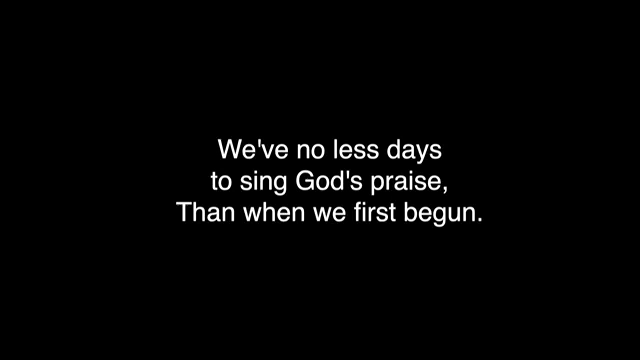 We've no less days
to sing God's praise,
Than when we first begun.